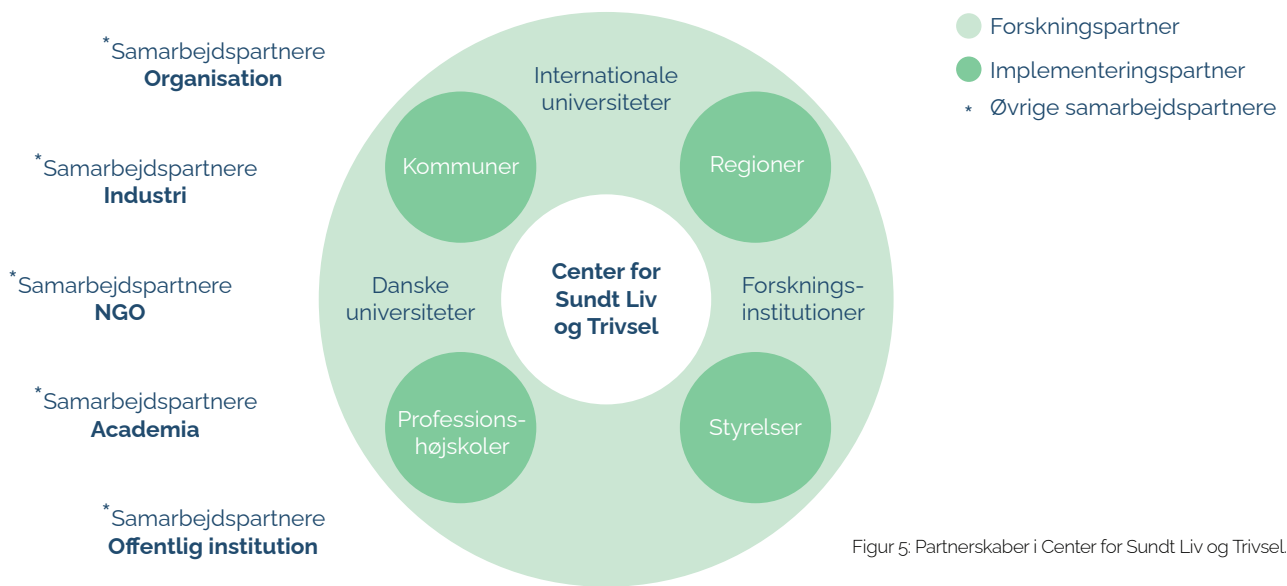 *Samarbejdspartnere
Organisation
*Samarbejdspartnere
Industri
*Samarbejdspartnere
NGO
*Samarbejdspartnere
Academia
*Samarbejdspartnere
Offentlig institution
Internationale
universiteter
Kommuner
Regioner
Danske
universiteter
Center for
Sundt Liv
og Trivsel
Forsknings-
institutioner
Professions-
højskoler
Styrelser
Forskningspartner
Implementeringspartner
* Øvrige samarbejdspartnere
Figur 5: Partnerskaber i Center for Sundt Liv og Trivsel.